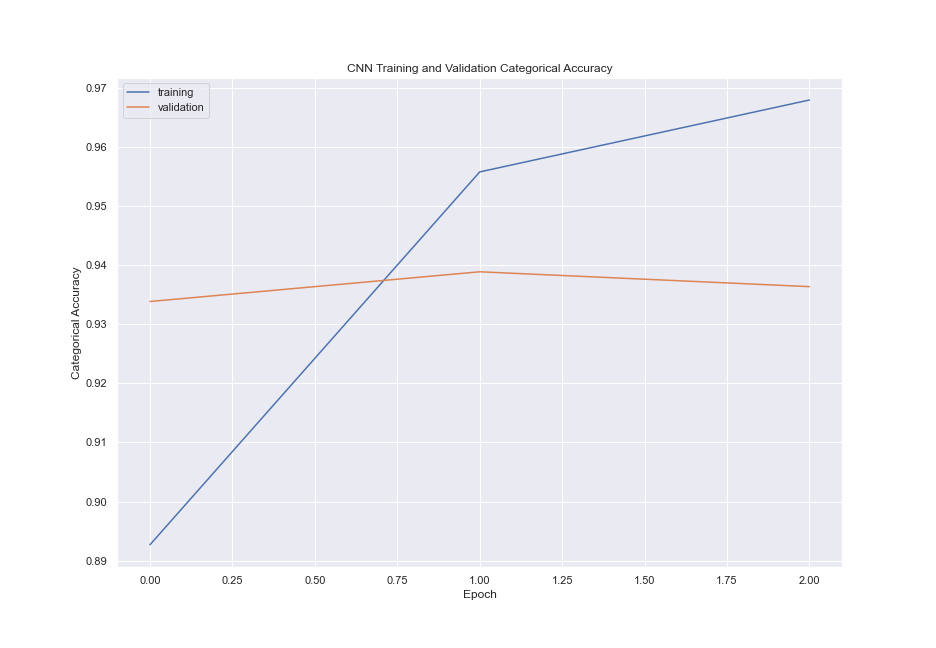 CNN Training and Validation Categorical Accuracy
training
validation
0.97
0.96
0.95
0.94
0.93
0.92
0.91
0.90
0.89
Categorical Accuracy
0.00 0.25 0.50 0.75 1.00 1.25 1.50 1.75 2.00
Epoch